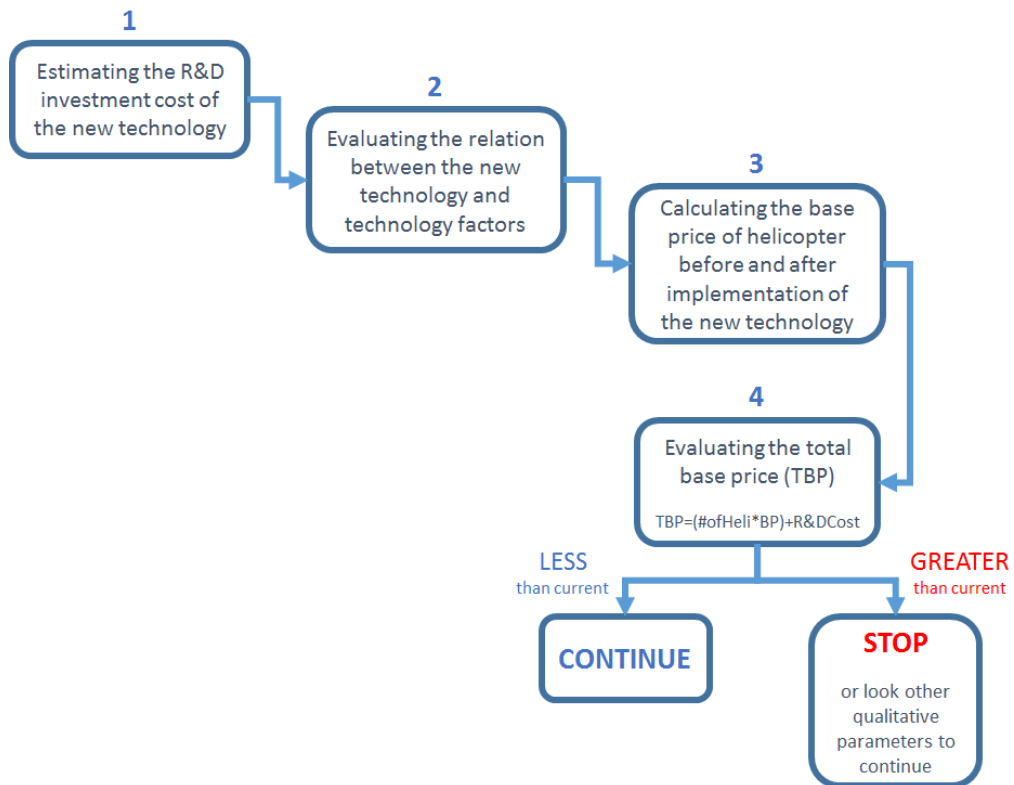 1
Estimating the R&D
investment cost of
the new technology
2
Evaluating the relation
between the new
technology and
technology factors
3
Calculating the base
price of helicopter
before and after
implementation of
the new technology
4
Evaluating the total
base price (TBP)
TBP=(#ofHeli*BP)+R&DCost
LESS
than current
GREATER
than current
CONTINUE
STOP
or look other
qualitative
parameters to
continue